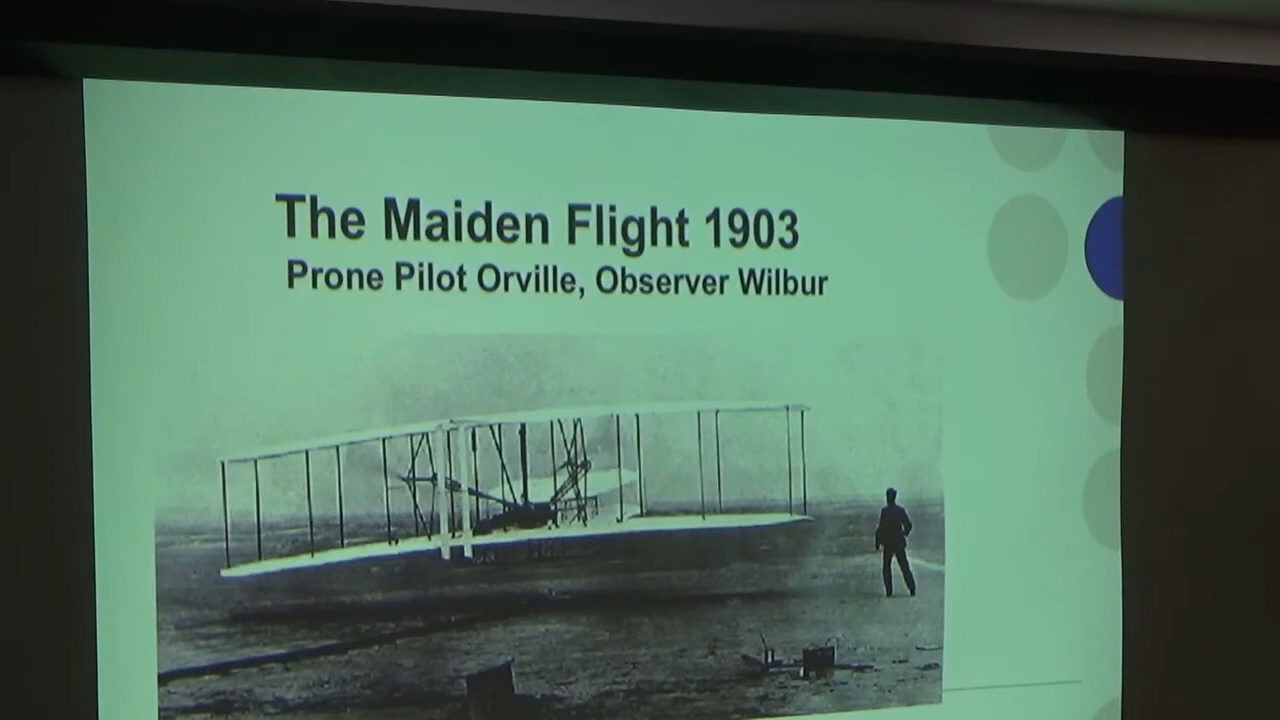 The Maiden Flight 1903
Prone Pilot Orville, Observer Wilbur